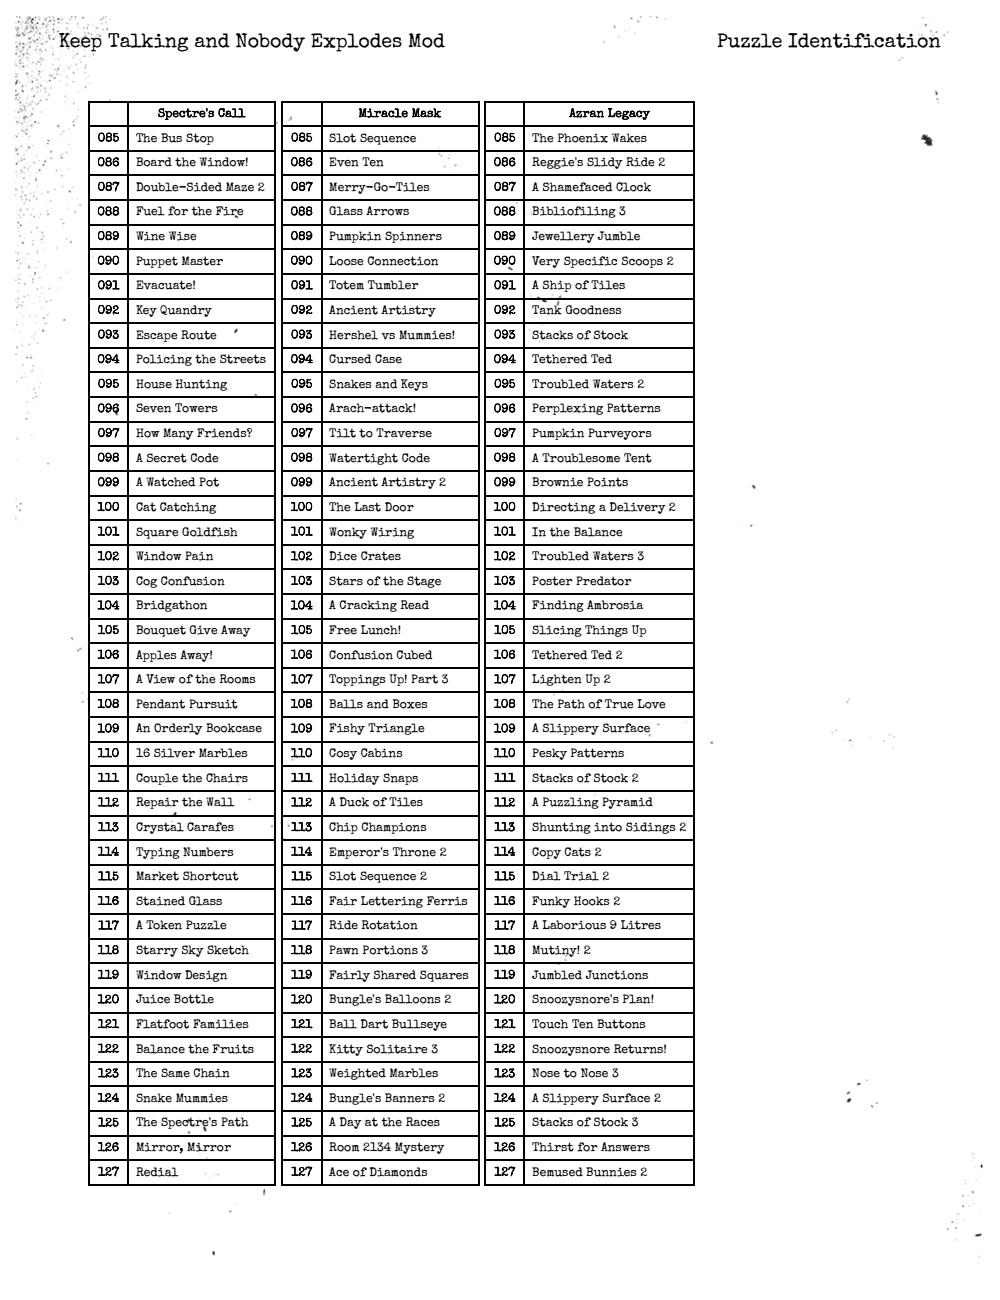 Keep Talking and Nobody Explodes Mod Puzzle Identification
Spectre's Call Miracle Mask Azran Legacy
085 The Bus Stop 085 Slot Sequence 085 The Phoenix Wakes
086 Board the Window! 086 Even Ten 086 Reggie's Slidy Ride 2
087 Double-Sided Maze 2 087 Merry-Go-Tiles 087 A Shamefaced Clock
088 Fuel for the Fire 088 Glass Arrows 088 Bibliofiling 3
089 Wine Wise 089 Pumpkin Spinners 089 Jewellery Jumble
090 Puppet Master 090 Loose Connection 090 Very Specific Scoops 2
091 Evacuate! 091 Totem Tumbler 091 A Ship of Tiles
092 Key Quandry 092 Ancient Artistry 092 Tank Goodness
093 Escape Route 093 Hershel vs Mummies! 093 Stacks of Stock
094 Policing the Streets 094 Cursed Case 094 Tethered Ted
095 House Hunting 095 Snakes and Keys 095 Troubled Waters 2
096 Seven Towers 096 Arach-attack! 096 Perplexing Patterns
097 How Many Friends? 097 Tilt to Traverse 097 Pumpkin Purveyors
098 A Secret Code 098 Watertight Code 098 A Troublesome Tent
099 A Watched Pot 099 Ancient Artistry 2 099 Brownie Points
100 Cat Catching 100 The Last Door 100 Directing a Delivery 2
101 Square Goldfish 101 Wonky Wiring 101 In the Balance
102 Window Pain 102 Dice Crates 102 Troubled Waters 3
103 Cog Confusion 103 Stars of the Stage 103 Poster Predator
104 Bridgathon 104 A Cracking Read 104 Finding Ambrosia
105 Bouquet Give Away 105 Free Lunch! 105 Slicing Things Up
106 Apples Away! 106 Confusion Cubed 106 Tethered Ted 2
107 A View of the Rooms 107 Toppings Up! Part 3 107 Lighten Up 2
108 Pendant Pursuit 108 Balls and Boxes 108 The Path of True Love
109 An Orderly Bookcase 109 Fishy Triangle 109 A Slippery Surface
110 16 Silver Marbles 110 Cosy Cabins 110 Pesky Patterns
111 Couple the Chairs 111 Holiday Snaps 111 Stacks of Stock 2
112 Repair the Wall 112 A Duck of Tiles 112 A Puzzling Pyramid
113 Crystal Carafes 113 Chip Champions 113 Shunting into Sidings 2
114 Typing Numbers 114 Emperor's Throne 2 114 Copy Cats 2
115 Market Shortcut 115 Slot Sequence 2 115 Dial Trial 2
116 Stained Glass 116 Fair Lettering Ferris 116 Funky Hooks 2
117 A Token Puzzle 117 Ride Rotation 117 A Laborious 9 Litres
118 Starry Sky Sketch 118 Pawn Portions 3 118 Mutiny! 2
119 Window Design 119 Fairly Shared Squares 119 Jumbled Junctions
120 Juice Bottle 120 Bungle's Balloons 2 120 Snoozysnore's Plan!
121 Flatfoot Families 121 Ball Dart Bullseye 121 Touch Ten Buttons
122 Balance the Fruits 122 Kitty Solitaire 3 122 Snoozysnore Returns!
123 The Same Chain 123 Weighted Marbles 123 Nose to Nose 3
124 Snake Mummies 124 Bungle's Banners 2 124 A Slippery Surface 2
125 The Spectre's Path 125 A Day at the Races 125 Stacks of Stock 3
126 Mirror, Mirror 126 Room 2134 Mystery 126 Thirst for Answers
127 Redial 127 Ace of Diamonds 127 Bemused Bunnies 2